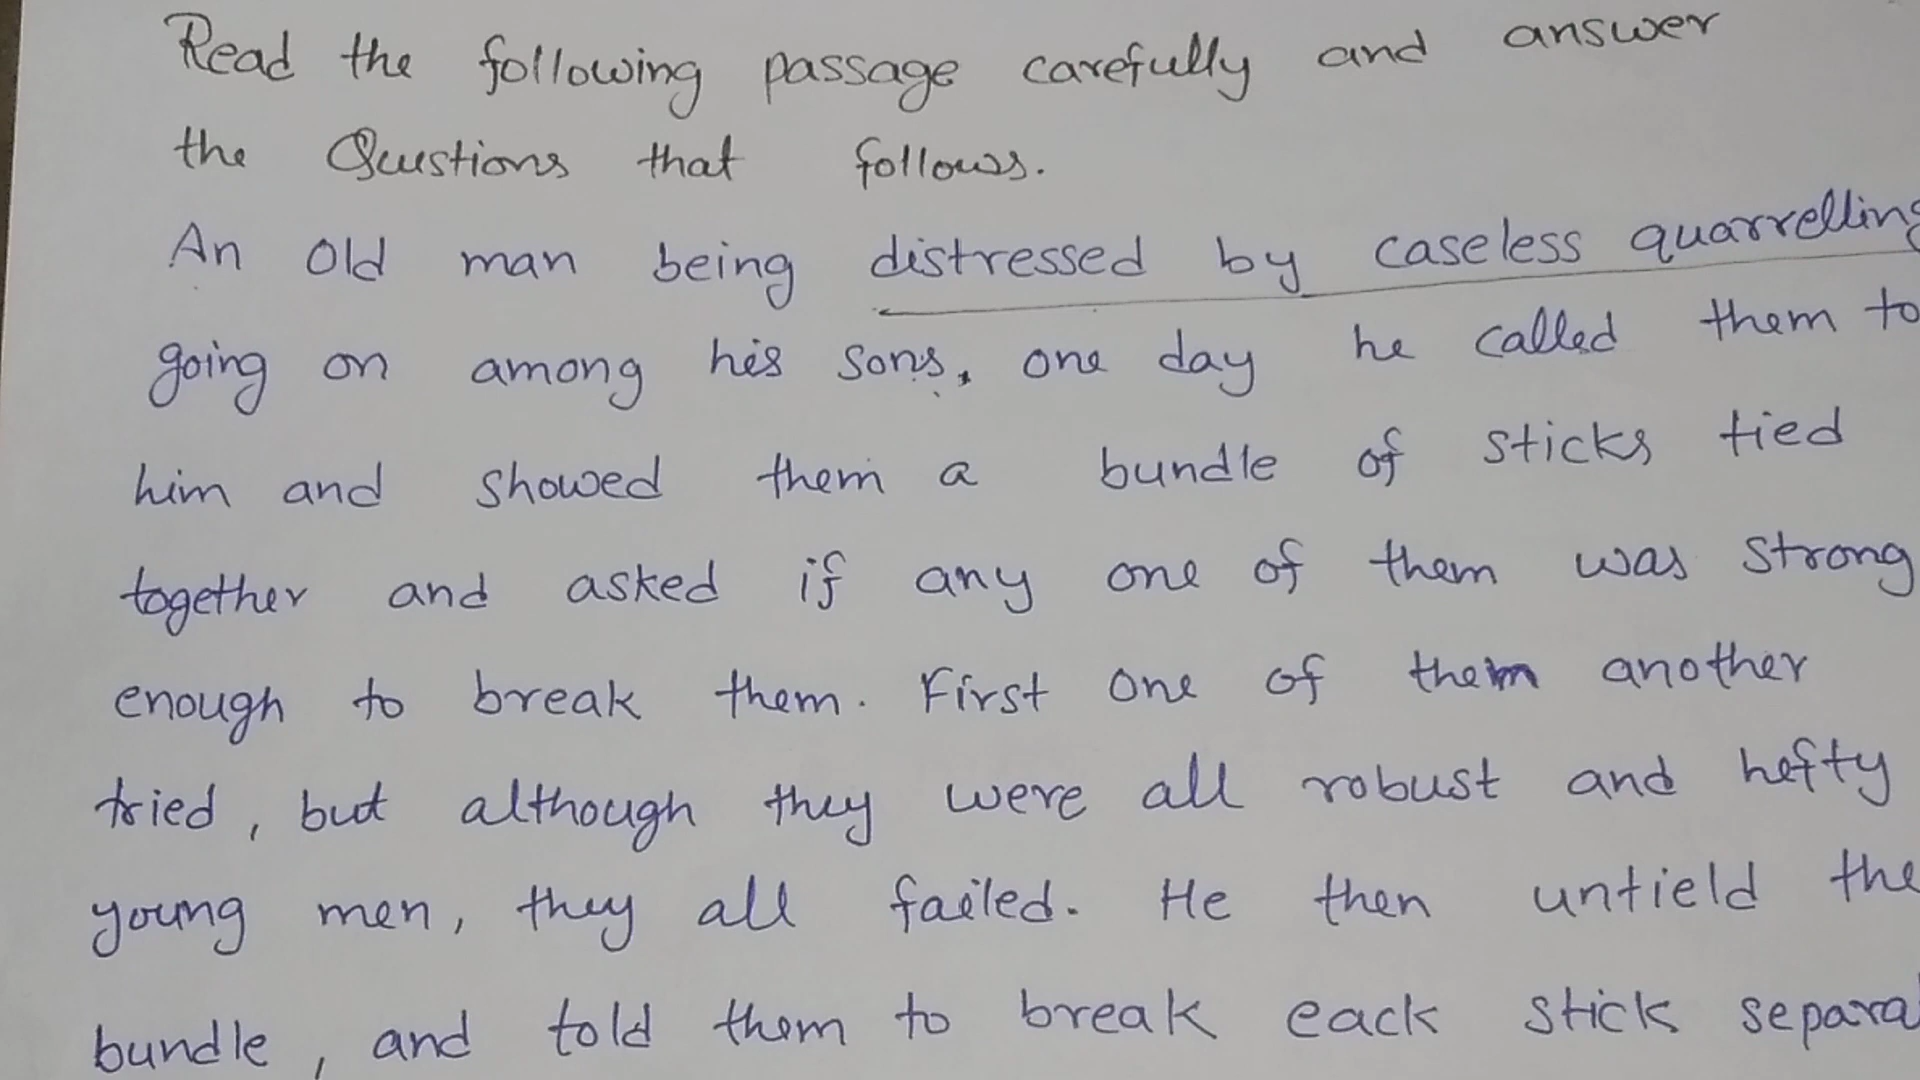 Read the following passage carefully and answer
the Qustions that follows.
An old man being distressed by caseless quarrelling
going on among his sons, one day he called them to
him and showed them a bundle of sticks tied
together and asked if any one of them was strong
enough to break them. First one of them another
tried, but although they were all robust and hefty
young men, they all failed. He then untield the
bundle, and told them to break eack stick separa